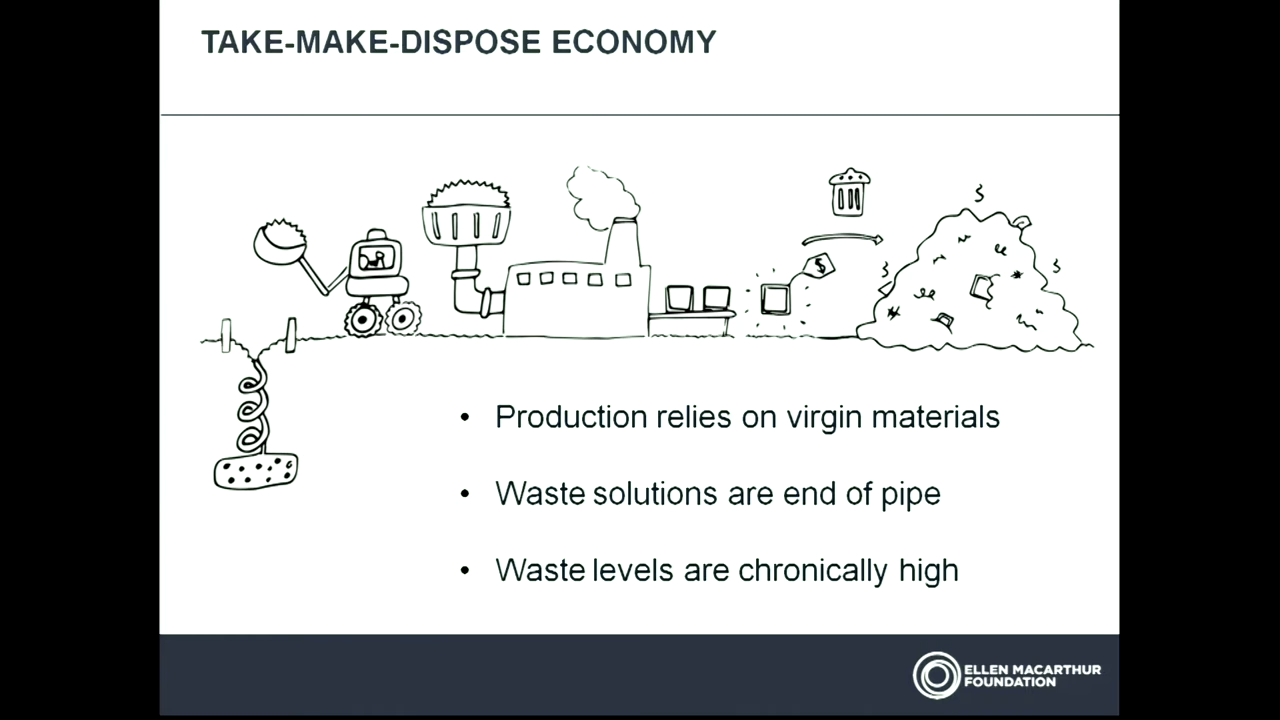 TAKE-MAKE-DISPOSE ECONOMY
$
• Production relies on virgin materials
• Waste solutions are end of pipe
• Waste levels are chronically high
ELLEN MACARTHUR
FOUNDATION